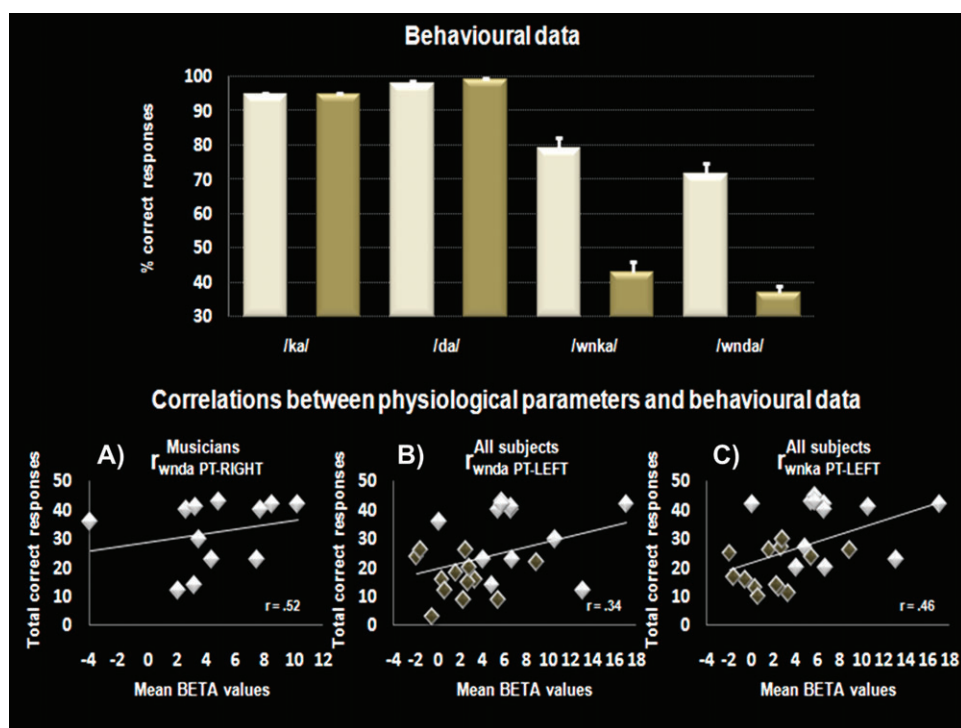 Behavioural data
% correct responses
100
90
80
70
60
50
40
30
/ka/ /da/ /wnka/ /wnda/
Correlations between physiological parameters and behavioural data
A) r Musicians wnda PT-RIGHT
Total correct responses
50
40
30
20
10
0
r = .52
-4 -2 0 2 4 6 8 10 12
Mean BETA values
B) r All subjects wnda PT-LEFT
Total correct responses
50
40
30
20
10
0
r = .34
-4 -2 0 2 4 6 8 10 12 14 16 18
Mean BETA values
C) r All subjects wnka PT-LEFT
Total correct responses
50
40
30
20
10
0
r = .46
-4 -2 0 2 4 6 8 10 12 14 16 18
Mean BETA values